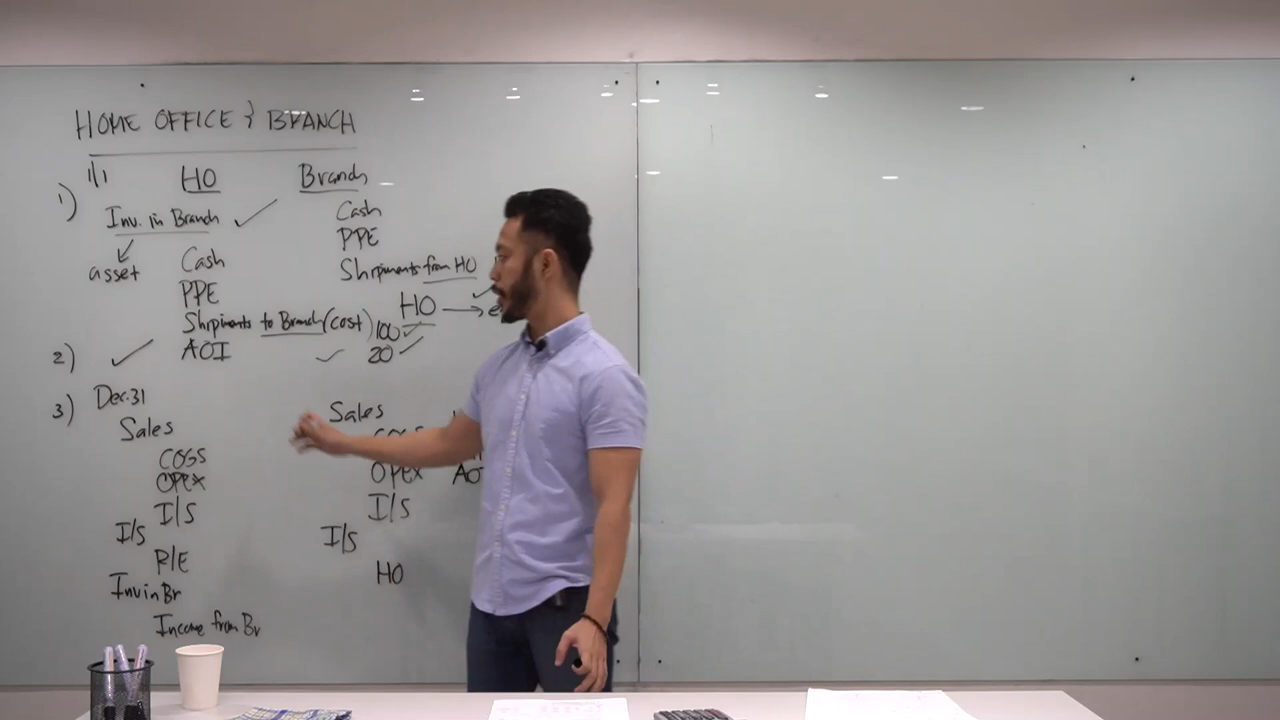 HOME OFFICE & BRANCH
1/1 HO Branch
1) Inv. in Branch Cash
PPE
asset Cash Shipments from HO
PPE HO
Shipments to Branch (cost) 100
2) AOI 20
3) Dec.31
Sales Sales
COGS COGS
OPEX OPEX
I/S I/S
I/S I/S
R/E HO
Inv in Br
Income from Br